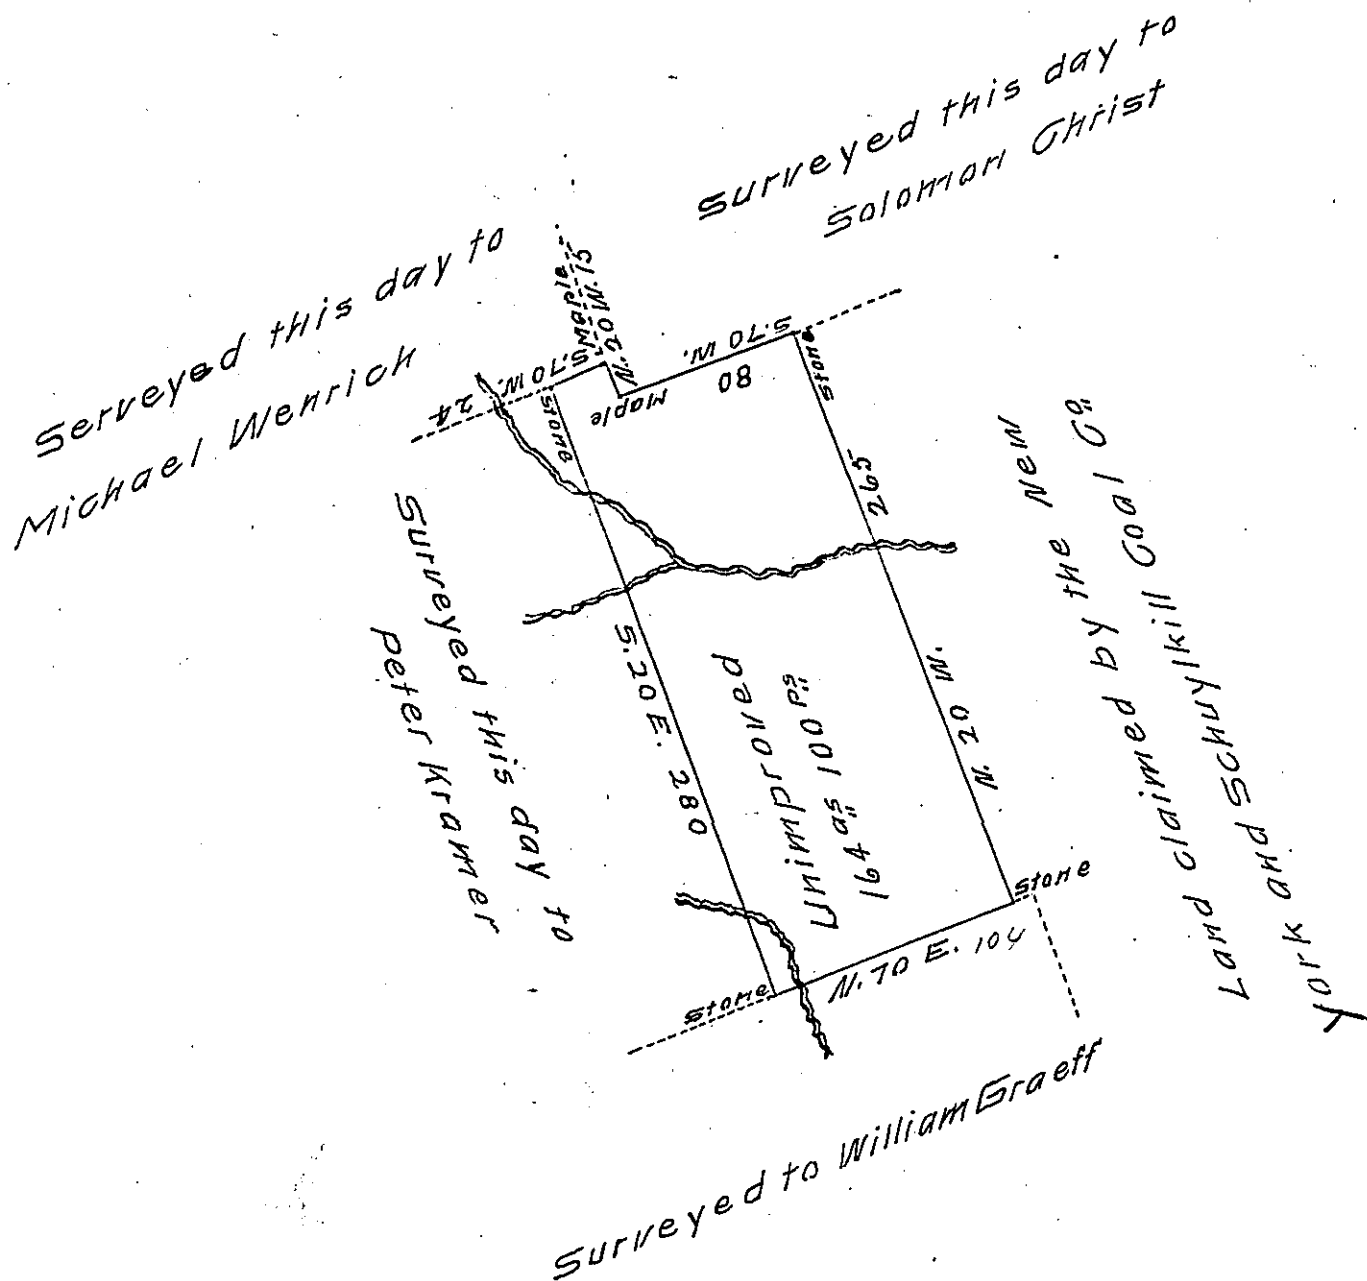 Surveyed this day to
Solomon Christ
Serveyed this day to
Michael Wenrich
Maple
N. 20 W. 15
S. 70 W.
24
stone
Maple
S. 70 W.
80
stone
265
N. 20 W.
Land claimed by the New
York and Schuylkill Coal Co.
Surveyed this day to
Peter Kramer
S. 20 E. 280
Unimproved
164 as 100 ps
stone
N. 70 E. 104
stone
Surveyed to William Graeff